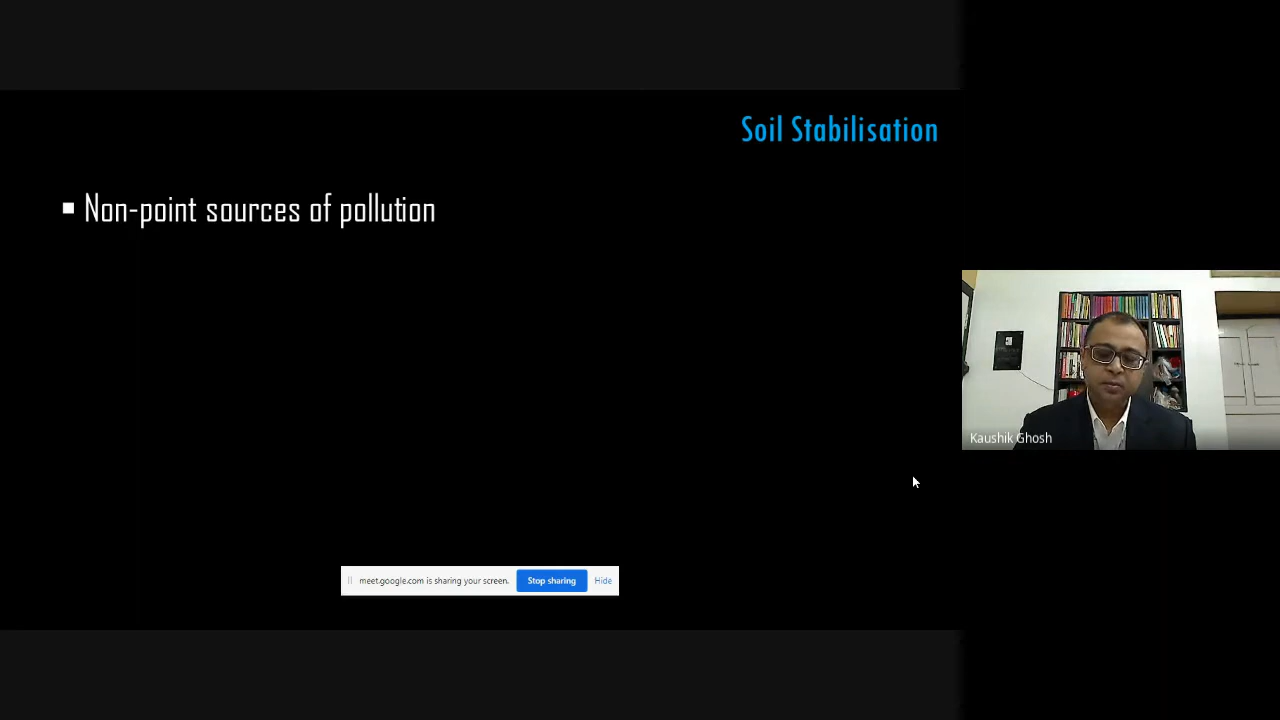 Soil Stabilisation
▪ Non-point sources of pollution
Kaushik Ghosh
meet.google.com is sharing your screen. Stop sharing Hide